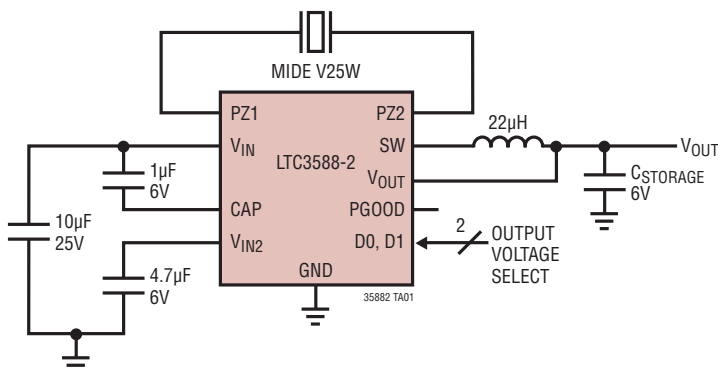 MIDE V25W
PZ1
PZ2
VIN
SW
22µH
VOUT
1µF
6V
LTC3588-2
VOUT
CSTORAGE
6V
CAP
PGOOD
10µF
25V
VIN2
D0, D1
2
OUTPUT
VOLTAGE
SELECT
4.7µF
6V
GND
35882 TA01